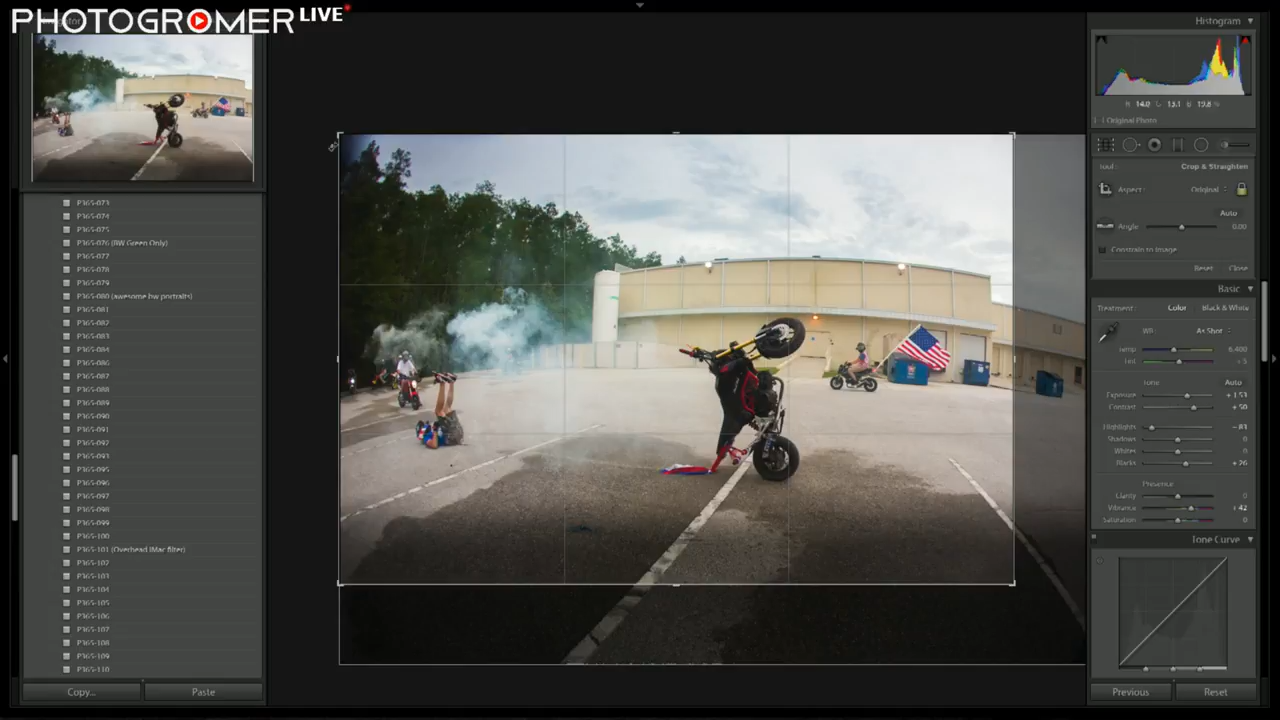 PHOTOGROMER LIVE
Histogram
Original Photo
Tool: Crop & Straighten
Aspect: Original
Auto
Angle 0.00
Constrain to image
Reset Close
Basic
Treatment: Color Black & White
WB: As Shot
Temp 6,400
Tint + 5
Tone Auto
Exposure + 1.53
Contrast + 50
Highlights - 83
Shadows 0
Whites 0
Blacks + 26
Presence
Clarity 0
Vibrance + 42
Saturation 0
Tone Curve
P365-073
P365-074
P365-075
P365-076 (BW Green Only)
P365-077
P365-078
P365-079
P365-080 (awesome bw portraits)
P365-081
P365-082
P365-083
P365-084
P365-086
P365-087
P365-088
P365-089
P365-090
P365-091
P365-092
P365-093
P365-095
P365-096
P365-097
P365-098
P365-099
P365-100
P365-101 (Overhead iMac filter)
P365-102
P365-103
P365-104
P365-105
P365-106
P365-107
P365-108
P365-109
P365-110
Copy... Paste
Previous Reset